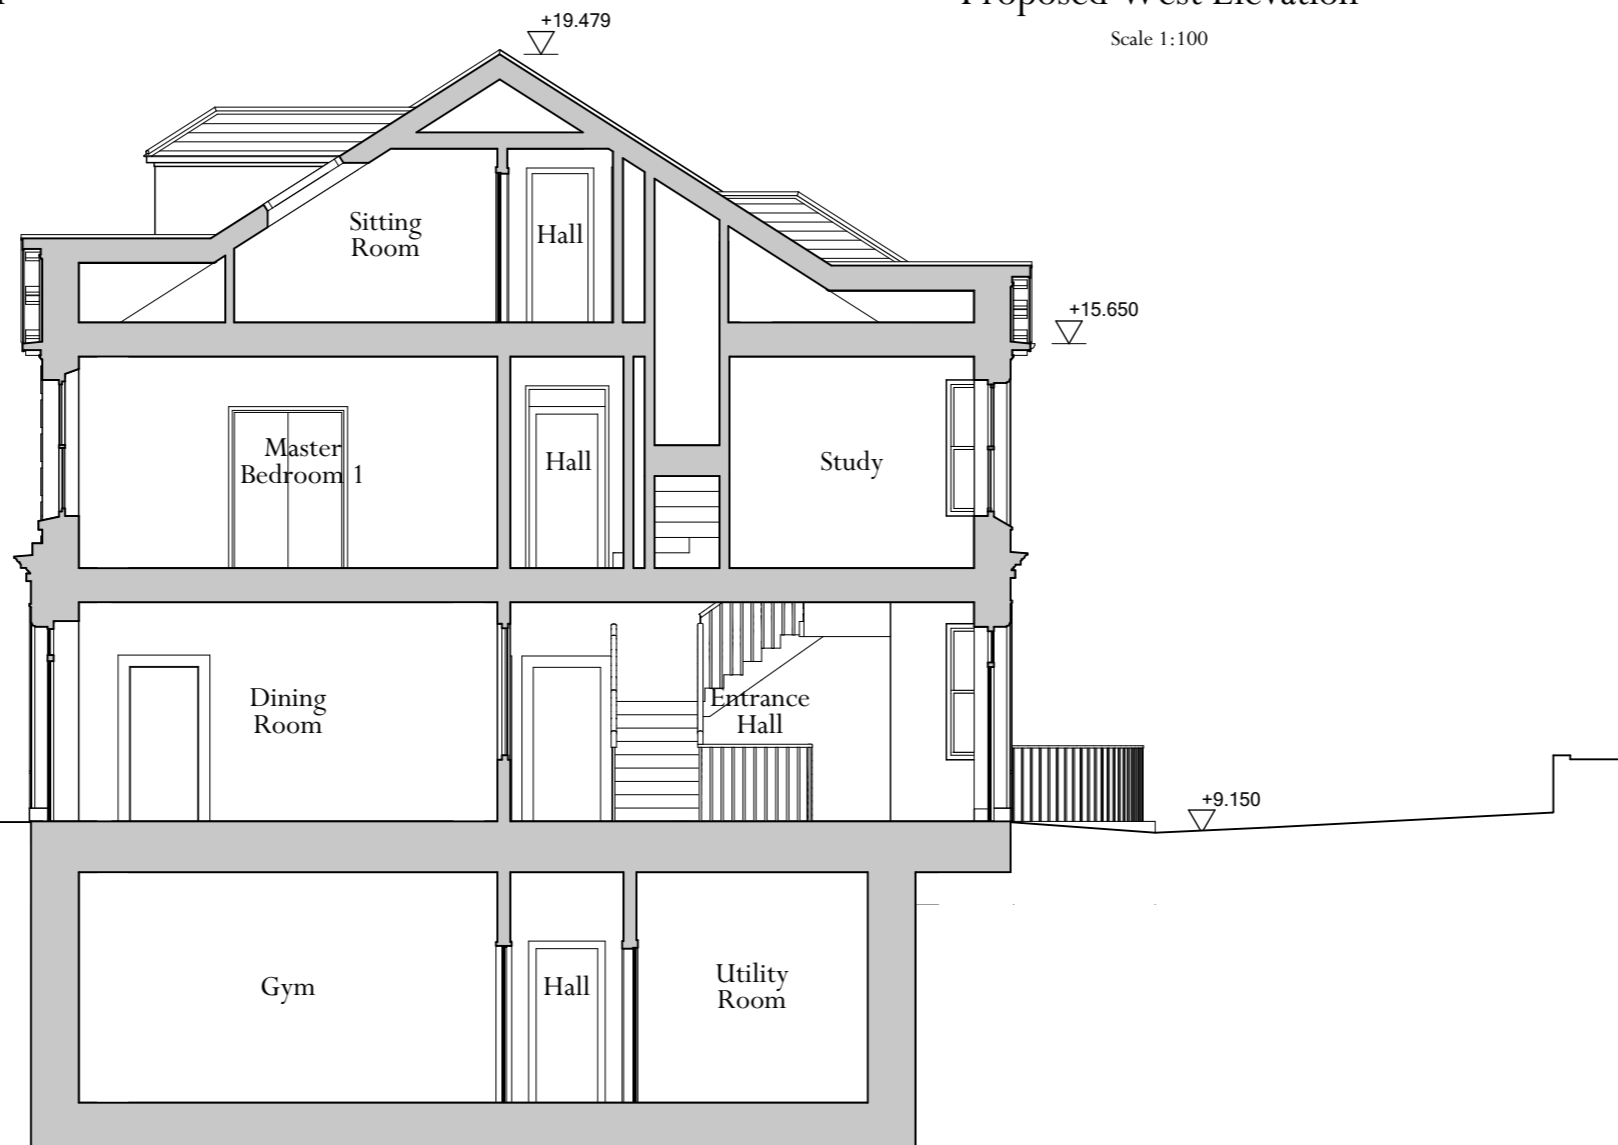 Proposed West Elevation
Scale 1:100
+19.479
Sitting
Room
Hall
+15.650
Master
Bedroom 1
Hall
Study
Dining
Room
Entrance
Hall
+9.150
Gym
Hall
Utility
Room